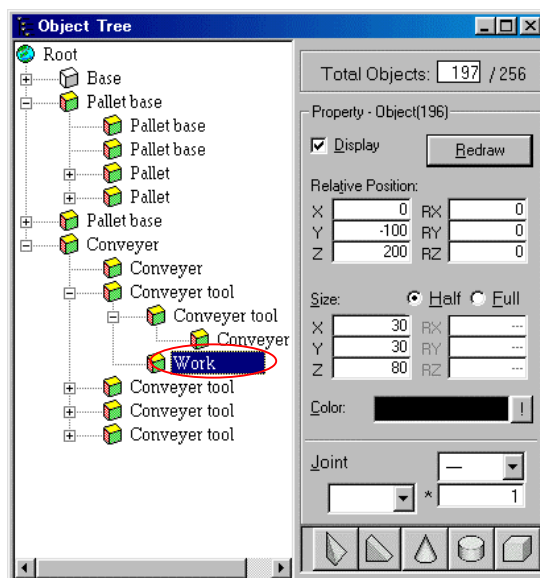 Object Tree
Root
Base
Pallet base
Pallet base
Pallet base
Pallet
Pallet
Pallet base
Conveyer
Conveyer
Conveyer tool
Conveyer tool
Conveyer
Work
Conveyer tool
Conveyer tool
Conveyer tool
Total Objects: 197 / 256
Property - Object(196)
Display
Redraw
Relative Position:
X 0 RX 0
Y -100 RY 0
Z 200 RZ 0
Size: Half Full
X 30 RX ---
Y 30 RY ---
Z 80 RZ ---
Color: !
Joint —
* 1